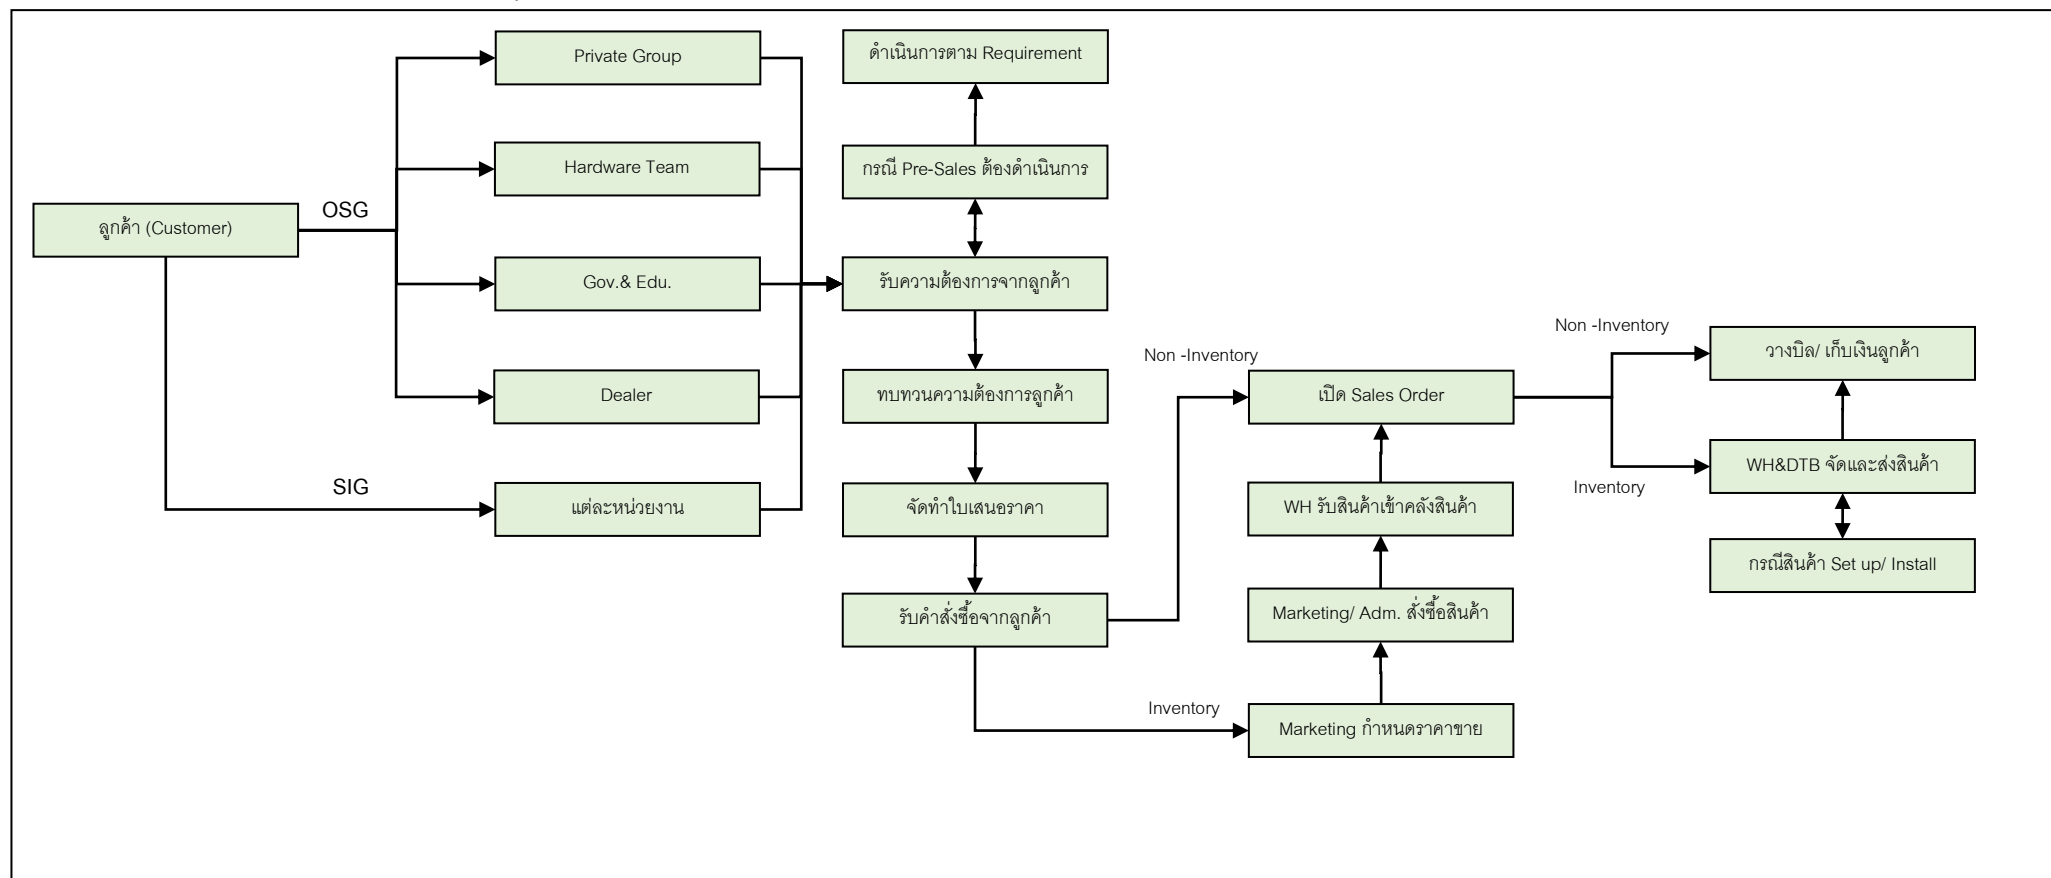 Private Group
ดำเนินการตาม Requirement
Hardware Team
กรณี Pre-Sales ต้องดำเนินการ
OSG
ลูกค้า (Customer)
Gov.& Edu.
รับความต้องการจากลูกค้า
Non -Inventory
วางบิล/ เก็บเงินลูกค้า
Non -Inventory
Dealer
ทบทวนความต้องการลูกค้า
เปิด Sales Order
WH&DTB จัดและส่งสินค้า
Inventory
SIG
แต่ละหน่วยงาน
จัดทำใบเสนอราคา
WH รับสินค้าเข้าคลังสินค้า
กรณีสินค้า Set up/ Install
รับคำสั่งซื้อจากลูกค้า
Marketing/ Adm. สั่งซื้อสินค้า
Inventory
Marketing กำหนดราคาขาย